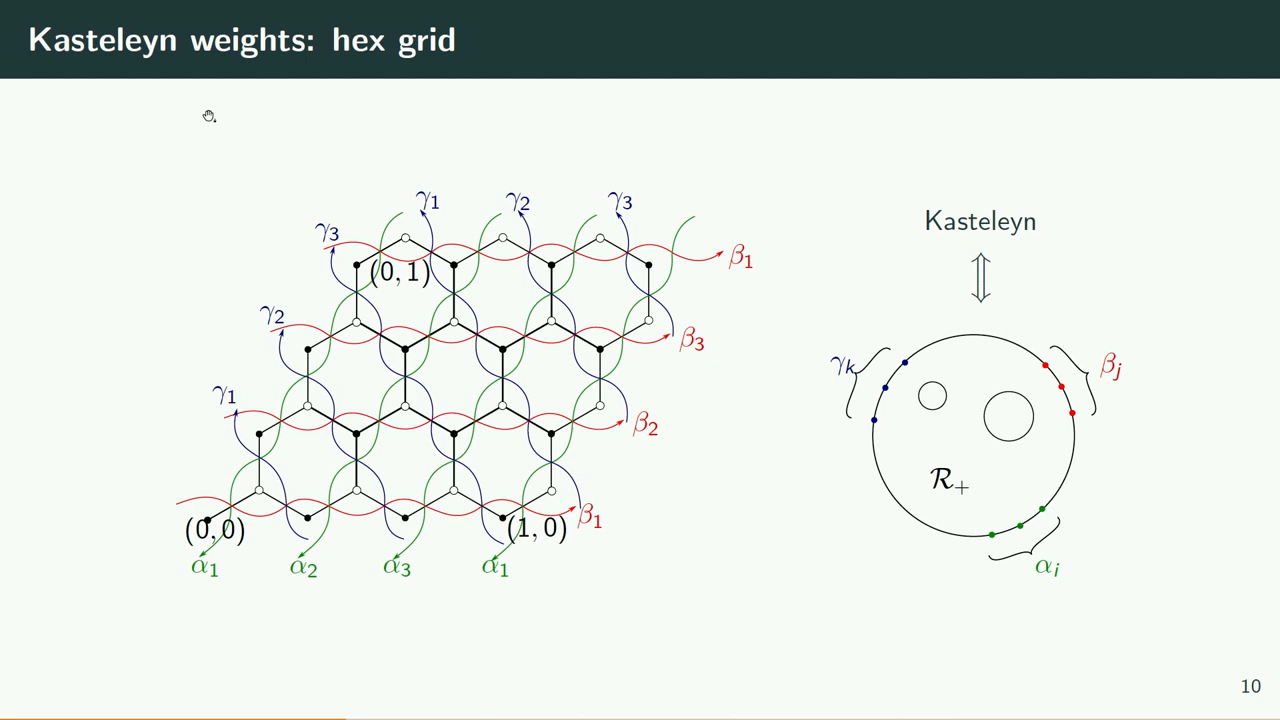 Kasteleyn weights: hex grid
γ1 γ2 γ3
γ3
(0, 1)
β1
γ2
β3
γ1
β2
(0, 0)
(1, 0)
β1
α1 α2 α3 α1
Kasteleyn
γk
βj
R+
αi
10